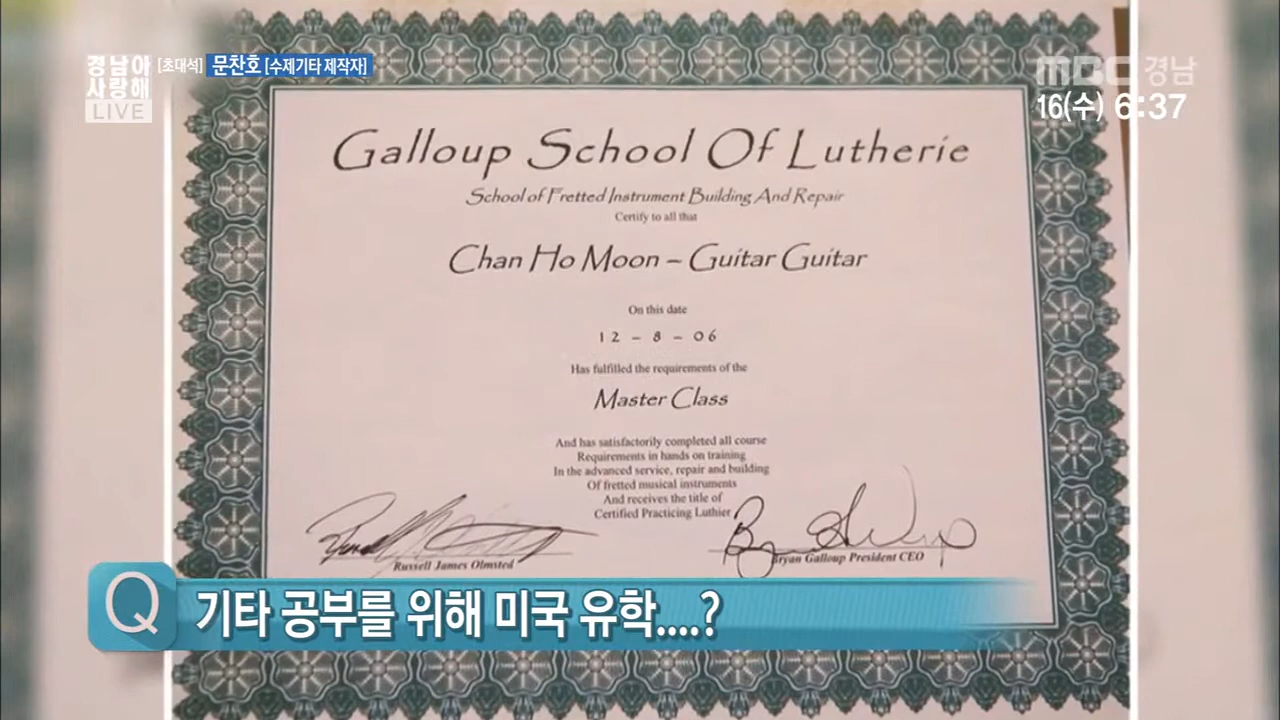 경남아
사랑해
LIVE
[초대석] 문찬호 [수제기타 제작자]
MBC경남
16(수) 6:37
Galloup School Of Lutherie
School of Fretted Instrument Building And Repair
Certify to all that
Chan Ho Moon – Guitar Guitar
On this date
12 – 8 – 06
Has fulfilled the requirements of the
Master Class
And has satisfactorily completed all course
Requirements in hands on training
In the advanced service, repair and building
Of fretted musical instruments
And receives the title of
Certified Practicing Luthier
Russell James Olmsted
Bryan Galloup President CEO
Q 기타 공부를 위해 미국 유학....?